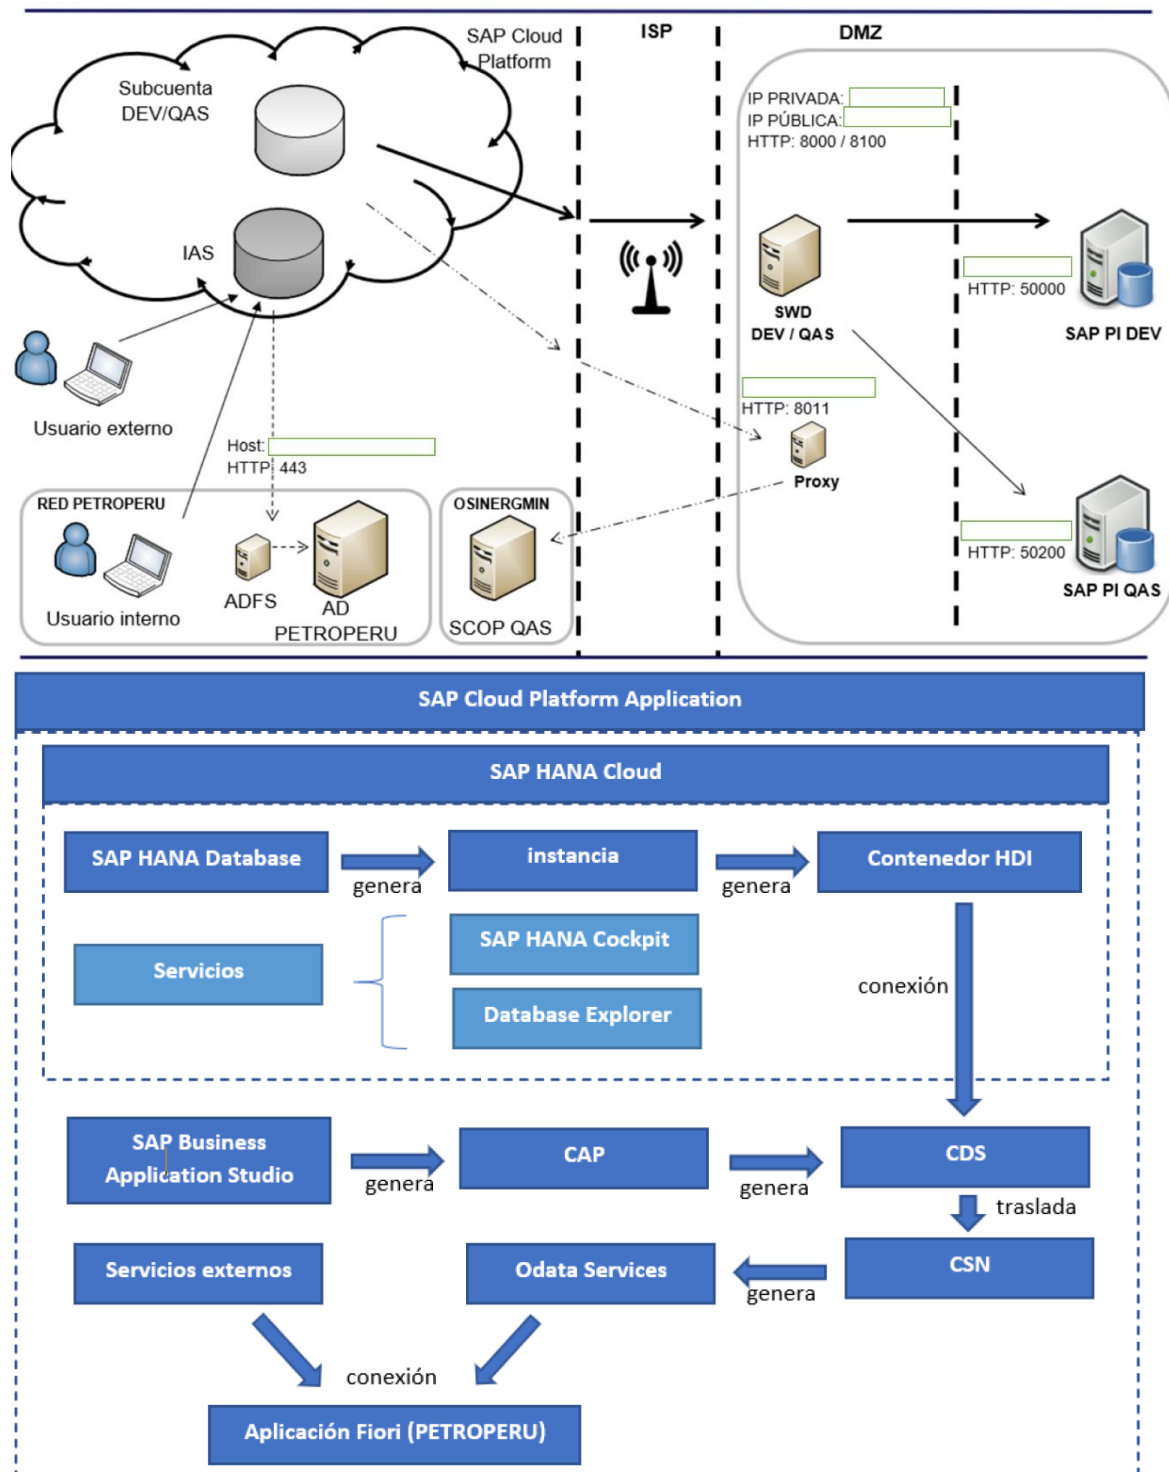 SAP Cloud
Platform
ISP
DMZ
Subcuenta
DEV/QAS
IP PRIVADA:
IP PÚBLICA:
HTTP: 8000 / 8100
IAS
HTTP: 50000
SWD
DEV / QAS
SAP PI DEV
Usuario externo
HTTP: 8011
Host:
HTTP: 443
Proxy
RED PETROPERU
OSINERGMIN
HTTP: 50200
ADFS
AD
PETROPERU
Usuario interno
SCOP QAS
SAP PI QAS
SAP Cloud Platform Application
SAP HANA Cloud
SAP HANA Database
genera
instancia
genera
Contenedor HDI
Servicios
SAP HANA Cockpit
Database Explorer
conexión
SAP Business
Application Studio
genera
CAP
genera
CDS
traslada
Servicios externos
Odata Services
genera
CSN
conexión
Aplicación Fiori (PETROPERU)